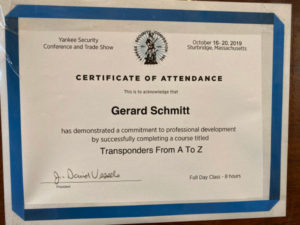 Yankee Security
Conference and Trade Show
October 16- 20, 2019
Sturbridge, Massachusetts
CERTIFICATE OF ATTENDANCE
This is to acknowledge that
Gerard Schmitt
has demonstrated a commitment to professional development
by successfully completing a course titled
Transponders From A To Z
President
Full Day Class - 8 hours